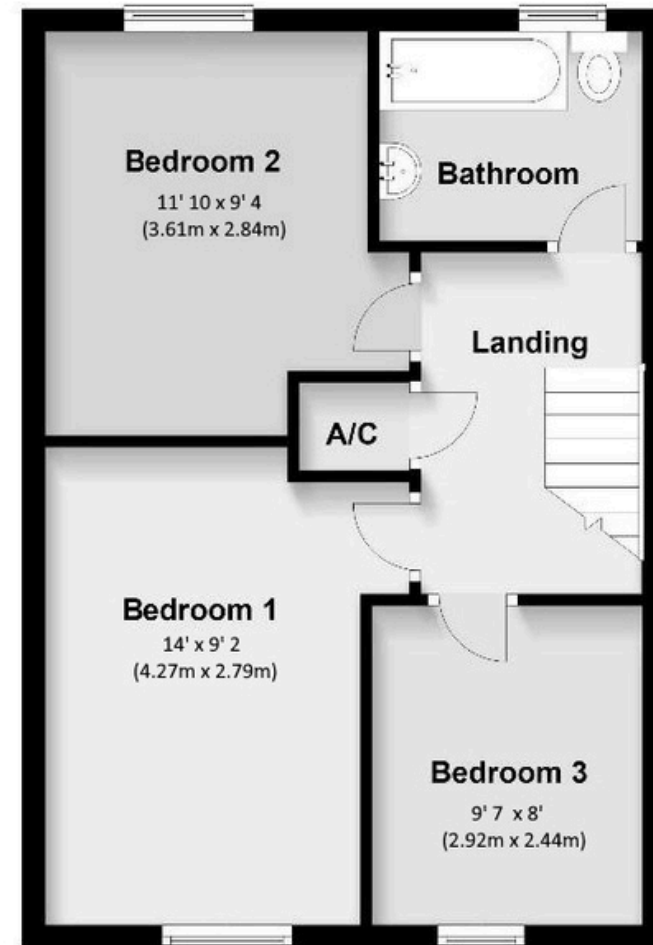 Bedroom 2
11' 10 x 9' 4
(3.61m x 2.84m)
Bathroom
Landing
A/C
Bedroom 1
14' x 9' 2
(4.27m x 2.79m)
Bedroom 3
9' 7 x 8'
(2.92m x 2.44m)